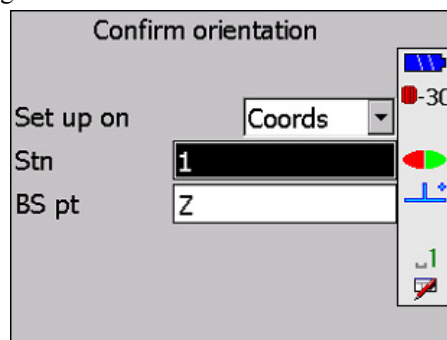 Confirm orientation
-30
Set up on Coords
Stn 1
BS pt Z
1